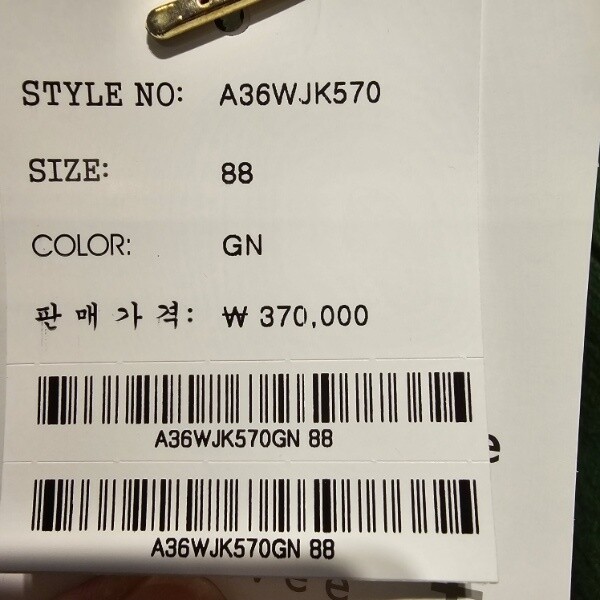 STYLE NO: A36WJK570
SIZE: 88
COLOR: GN
판매가격: ₩ 370,000
A36WJK570GN 88
A36WJK570GN 88